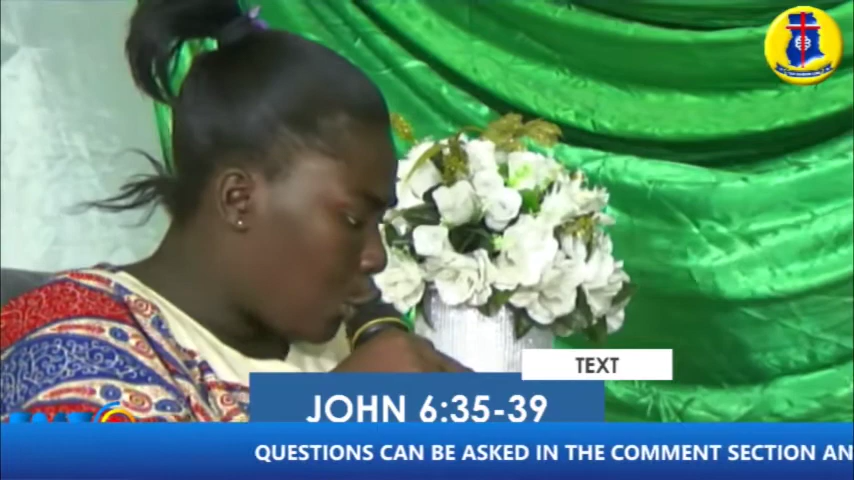 TEXT
JOHN 6:35-39
QUESTIONS CAN BE ASKED IN THE COMMENT SECTION AN